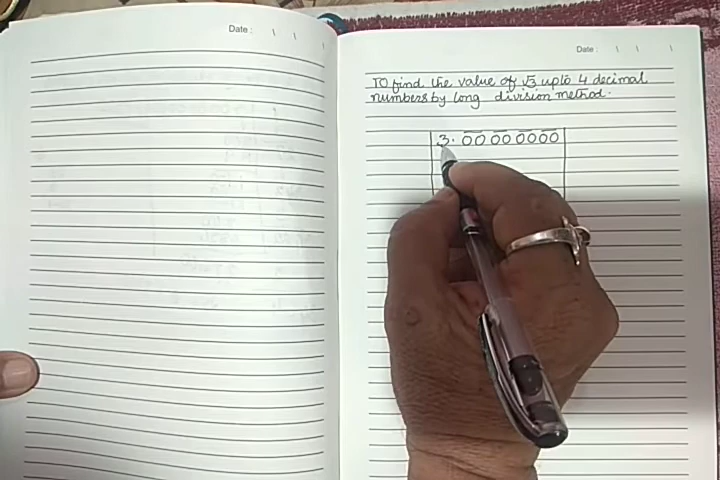 Date : \ \ \
Date : \ \ \
To find the value of √3 upto 4 decimal
numbers by long division method.
3. 00 00 00 00